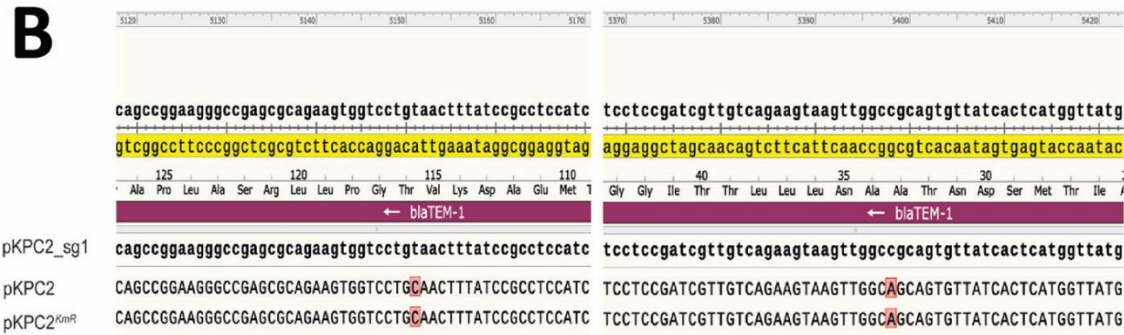 B
5120 5130 5140 5150 5160 5170
5370 5380 5390 5400 5410 5420
cagccggaagggccgagcgcagaagtggtcctgtaactttatccgcctccatc
tcctccgatcgttgtcagaagtaagttggccgcagtgttatcactcatggttatg
gtcggccttcccggctcgcgtcttcaccaggacattgaaataggcggaggtag
aggaggctagcaacagtcttcattcaaccggcgtcacaatagtgagtaccaatac
125 120 115 110
40 35 30
Ala Pro Leu Ala Ser Arg Leu Leu Pro Gly Thr Val Lys Asp Ala Glu Met T
Gly Gly Ile Thr Thr Leu Leu Leu Asn Ala Ala Thr Asn Asp Ser Met Thr Ile
← blaTEM-1
← blaTEM-1
pKPC2_sg1 cagccggaagggccgagcgcagaagtggtcctgtaactttatccgcctccatc tcctccgatcgttgtcagaagtaagttggccgcagtgttatcactcatggttatg
pKPC2 CAGCCGGAAGGGCCGAGCGCAGAAGTGGTCCTGCAACTTTATCCGCCTCCATC TCCTCCGATCGTTGTCAGAAGTAAGTTGGCAGCAGTGTTATCACTCATGGTTATG
pKPC2KmR CAGCCGGAAGGGCCGAGCGCAGAAGTGGTCCTGCAACTTTATCCGCCTCCATC TCCTCCGATCGTTGTCAGAAGTAAGTTGGCAGCAGTGTTATCACTCATGGTTATG